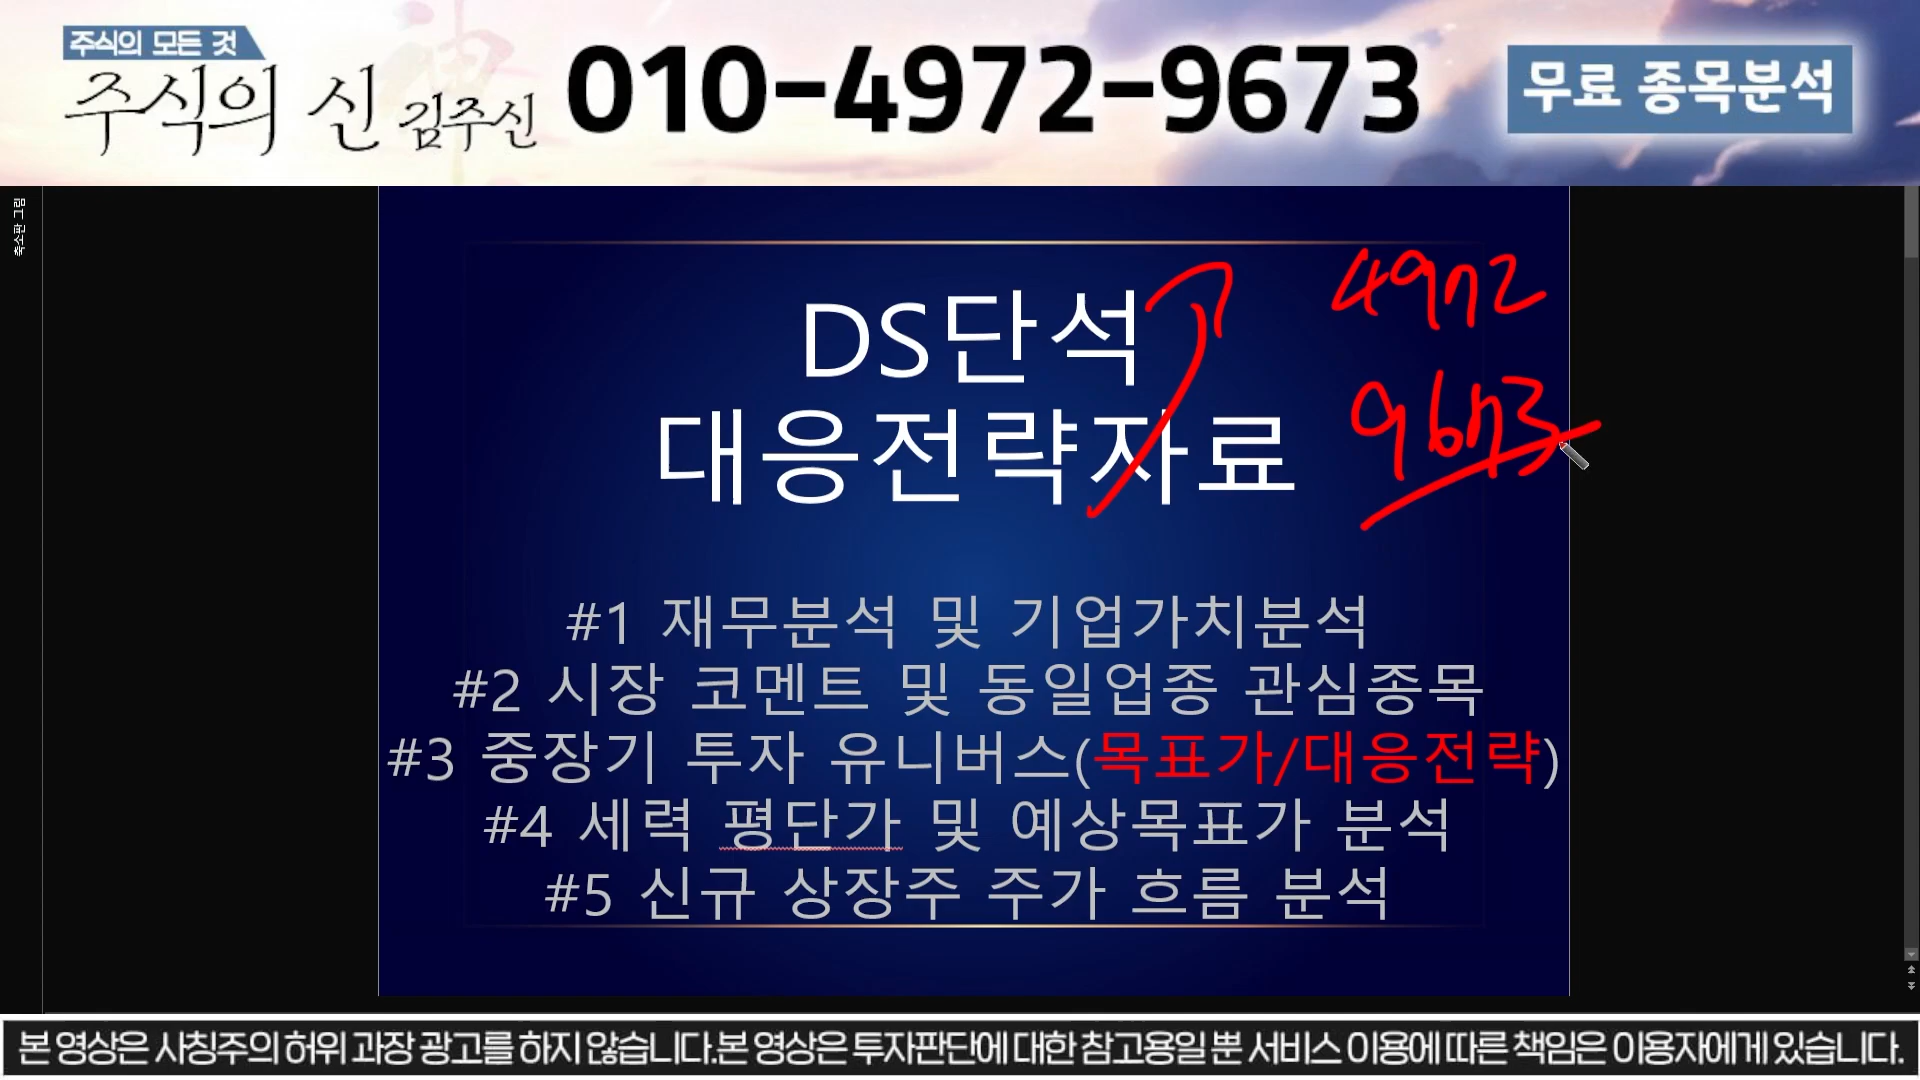 주식의 모든 것
주식의 신 김주신
010-4972-9673
무료 종목분석
축소판 그림
DS단석
대응전략자료
4972
9673
#1 재무분석 및 기업가치분석
#2 시장 코멘트 및 동일업종 관심종목
#3 중장기 투자 유니버스(목표가/대응전략)
#4 세력 평단가 및 예상목표가 분석
#5 신규 상장주 주가 흐름 분석
본 영상은 사칭주의 허위 과장 광고를 하지 않습니다.본 영상은 투자판단에 대한 참고용일 뿐 서비스 이용에 따른 책임은 이용자에게 있습니다.